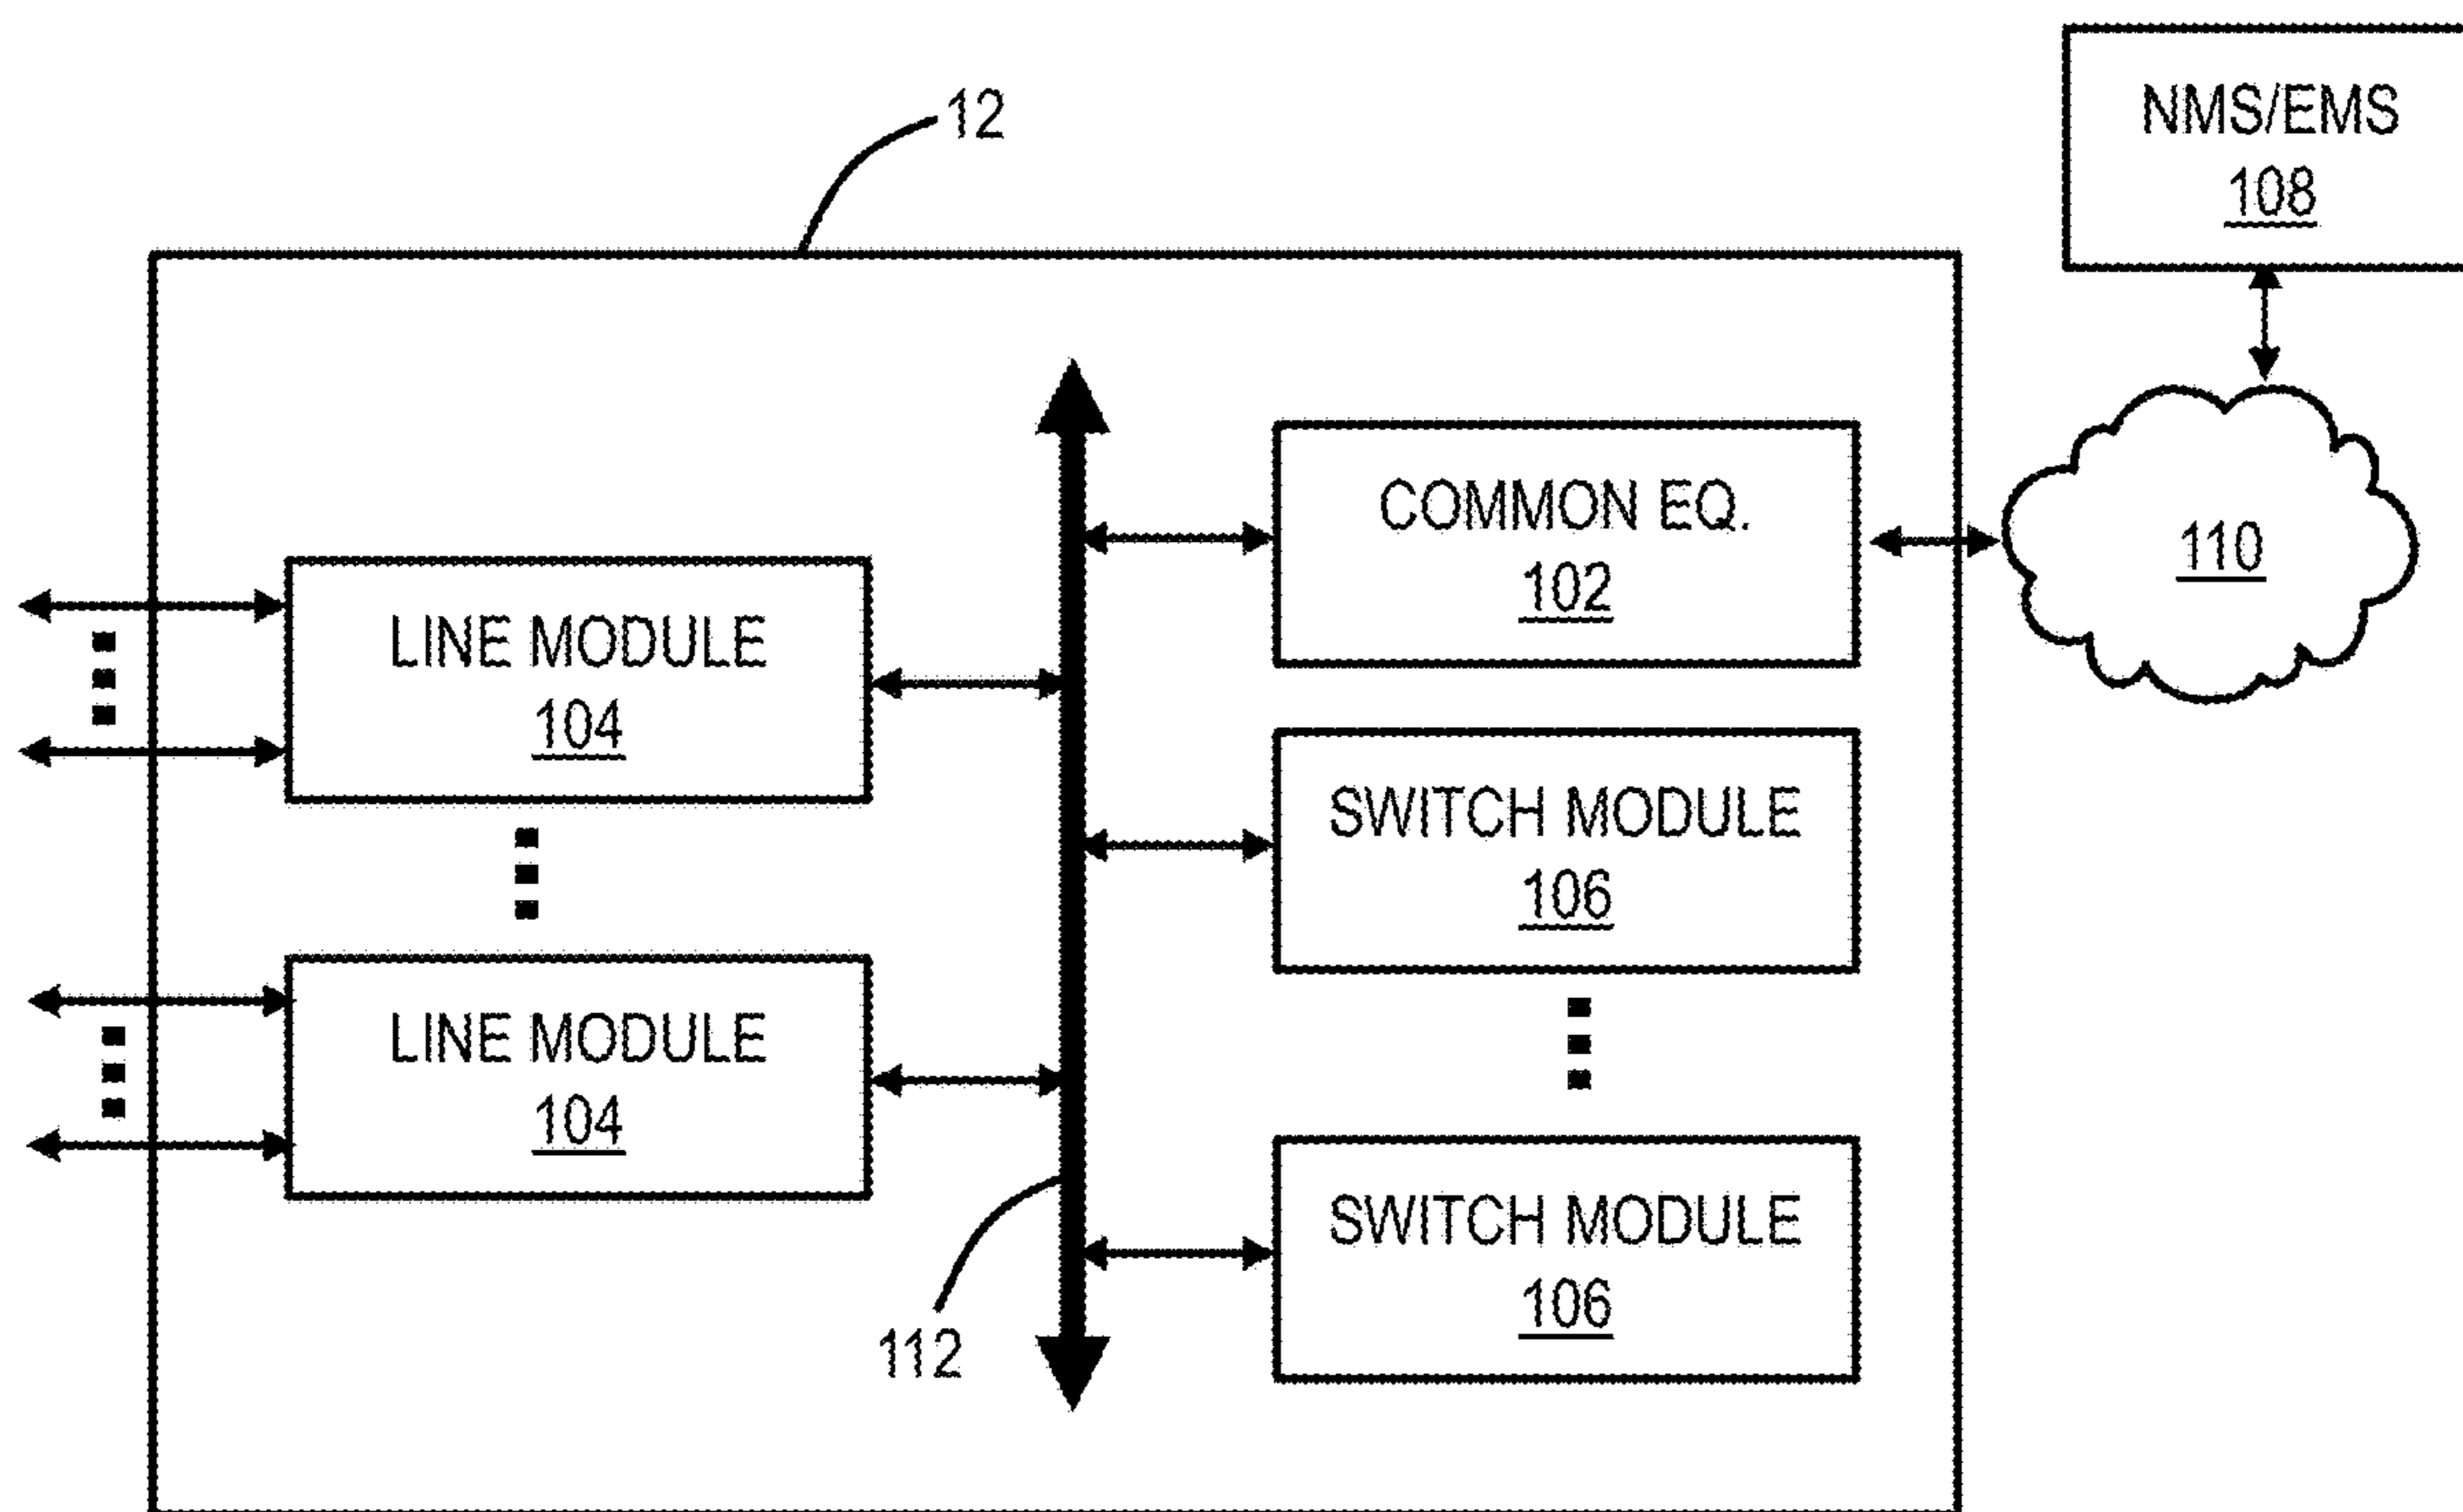 12
NMS/EMS
108
COMMON EQ.
102
110
LINE MODULE
104
SWITCH MODULE
106
LINE MODULE
104
SWITCH MODULE
106
112